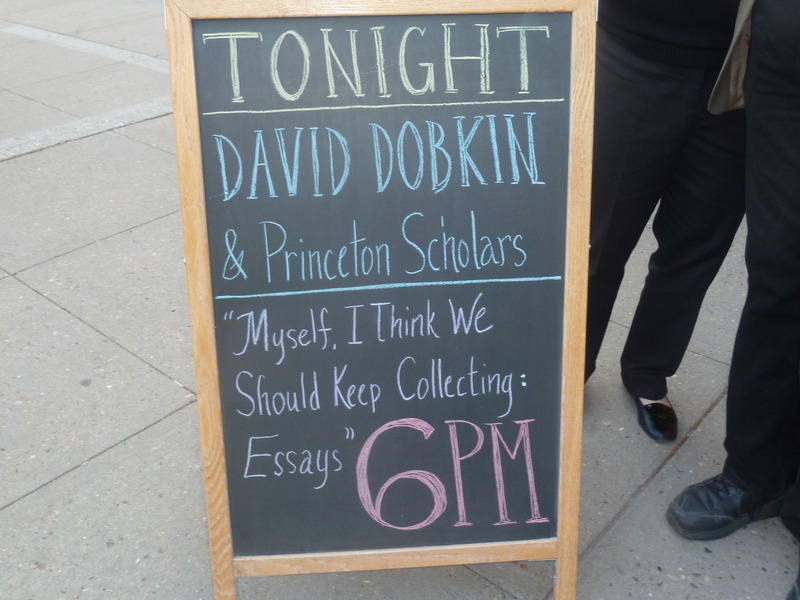 TONIGHT
DAVID DOBKIN
& Princeton Scholars
"Myself, I Think We
Should Keep Collecting:
Essays"
6PM